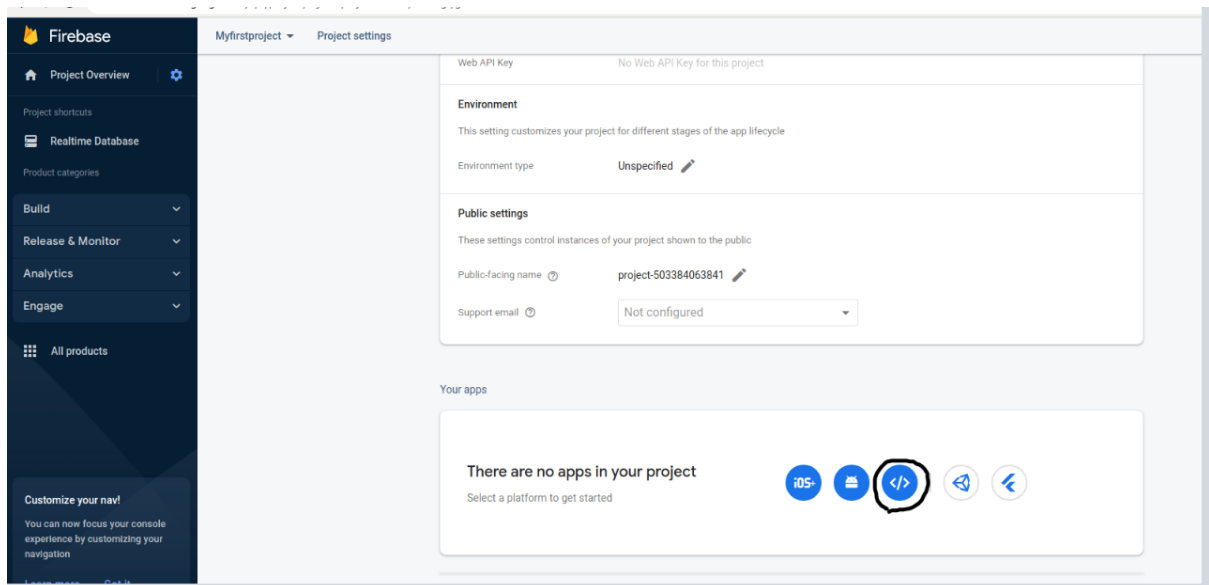 Firebase
Myfirstproject
Project settings
Project Overview
Project shortcuts
Realtime Database
Product categories
Build
Release & Monitor
Analytics
Engage
All products
Customize your nav!
You can now focus your console
experience by customizing your
navigation
Learn more Got it
Web API Key No Web API Key for this project
Environment
This setting customizes your project for different stages of the app lifecycle
Environment type Unspecified
Public settings
These settings control instances of your project shown to the public
Public-facing name project-503384063841
Support email Not configured
Your apps
There are no apps in your project
Select a platform to get started
iOS+ </>